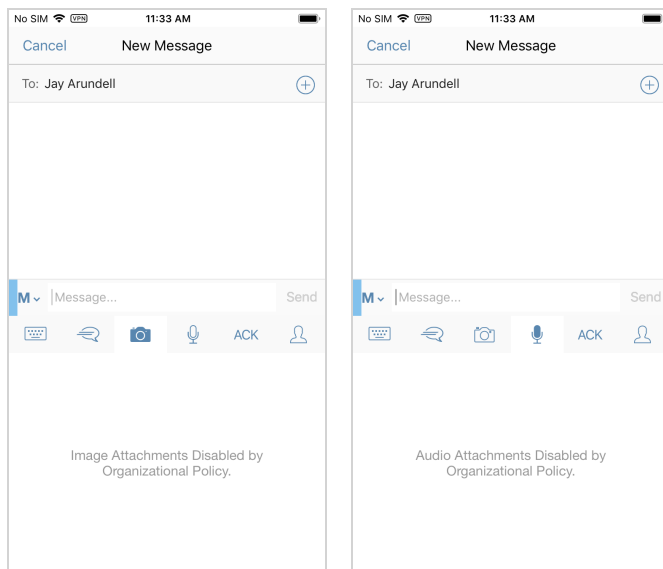 No SIM VPN 11:33 AM
Cancel New Message
To: Jay Arundell
M Message... Send
ACK
Image Attachments Disabled by
Organizational Policy.
No SIM VPN 11:33 AM
Cancel New Message
To: Jay Arundell
M Message... Send
ACK
Audio Attachments Disabled by
Organizational Policy.